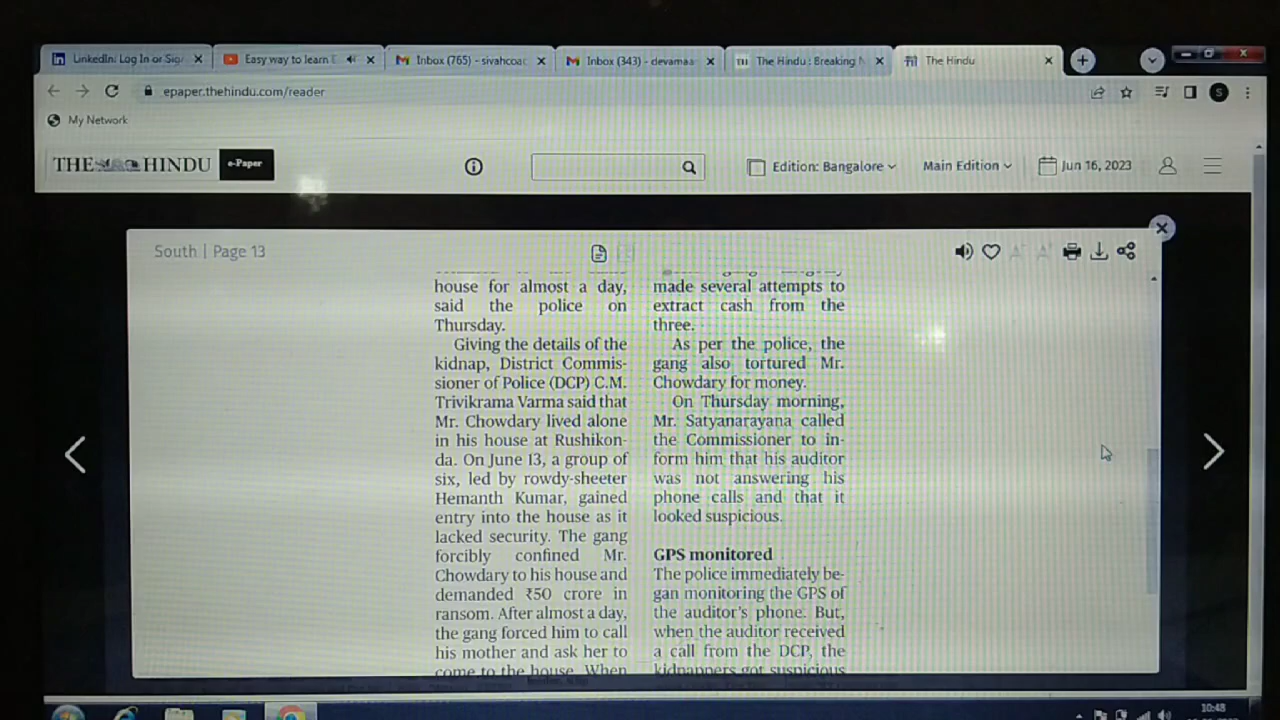 LinkedIn: Log In or Sig
Easy way to learn
Inbox (765) - sivahcoac
Inbox (343) - devamaa
The Hindu : Breaking N
The Hindu
epaper.thehindu.com/reader
S
My Network
THE HINDU
e-Paper
Edition: Bangalore
Main Edition
Jun 16, 2023
South | Page 13
house for almost a day,
said the police on
Thursday.
Giving the details of the
kidnap, District Commis-
sioner of Police (DCP) C.M.
Trivikrama Varma said that
Mr. Chowdary lived alone
in his house at Rushikon-
da. On June 13, a group of
six, led by rowdy-sheeter
Hemanth Kumar, gained
entry into the house as it
lacked security. The gang
forcibly confined Mr.
Chowdary to his house and
demanded ₹50 crore in
ransom. After almost a day,
the gang forced him to call
his mother and ask her to
come to the house. When
made several attempts to
extract cash from the
three.
As per the police, the
gang also tortured Mr.
Chowdary for money.
On Thursday morning,
Mr. Satyanarayana called
the Commissioner to in-
form him that his auditor
was not answering his
phone calls and that it
looked suspicious.
GPS monitored
The police immediately be-
gan monitoring the GPS of
the auditor's phone. But,
when the auditor received
a call from the DCP, the
kidnappers got suspicious
10:48